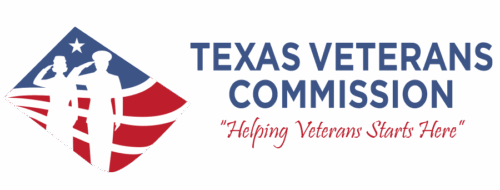 TEXAS VETERANS
COMMISSION
"Helping Veterans Starts Here"